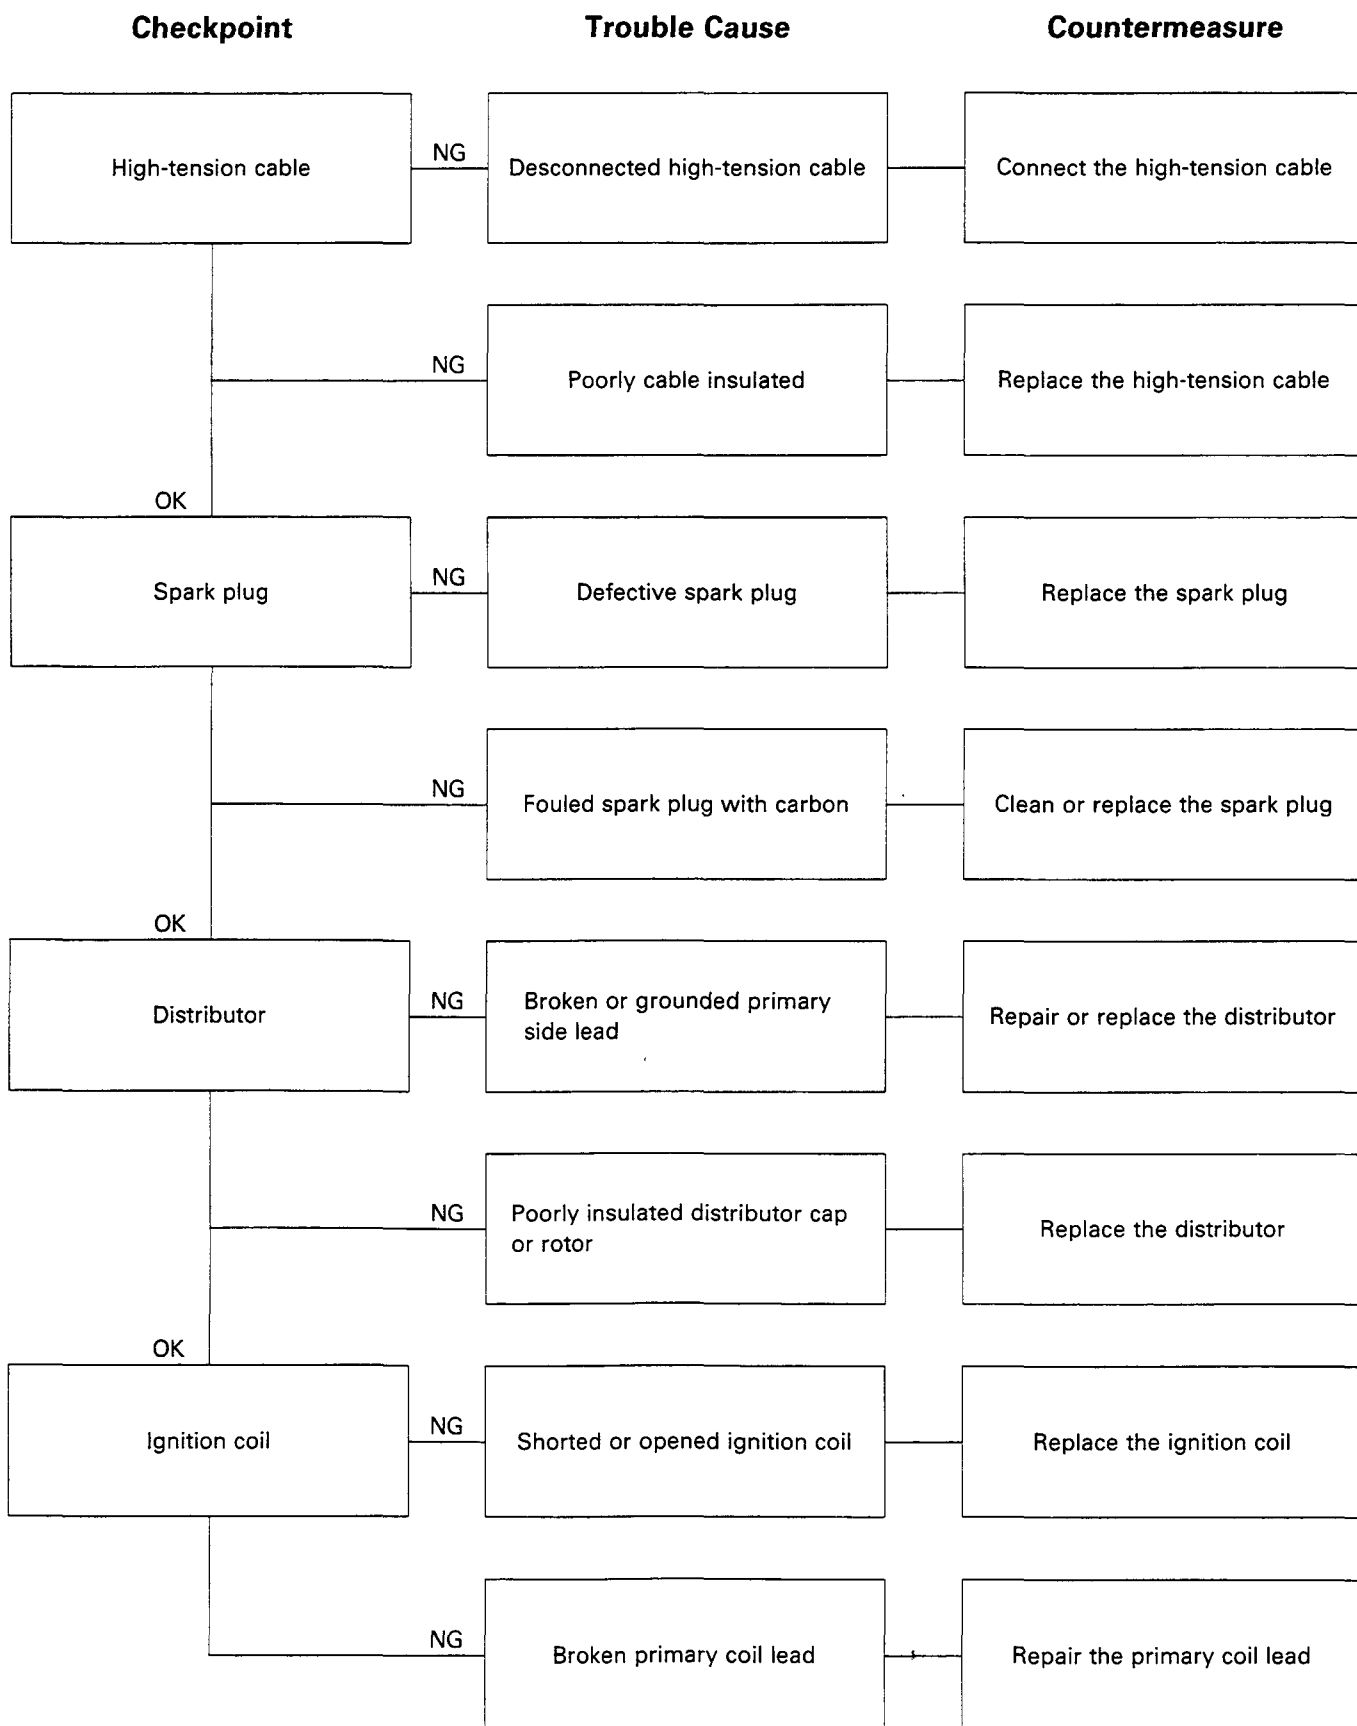 Checkpoint
Trouble Cause
Countermeasure
High-tension cable
NG
Desconnected high-tension cable
Connect the high-tension cable
NG
Poorly cable insulated
Replace the high-tension cable
OK
Spark plug
NG
Defective spark plug
Replace the spark plug
NG
Fouled spark plug with carbon
Clean or replace the spark plug
OK
Distributor
NG
Broken or grounded primary
side lead
Repair or replace the distributor
NG
Poorly insulated distributor cap
or rotor
Replace the distributor
OK
Ignition coil
NG
Shorted or opened ignition coil
Replace the ignition coil
NG
Broken primary coil lead
Repair the primary coil lead